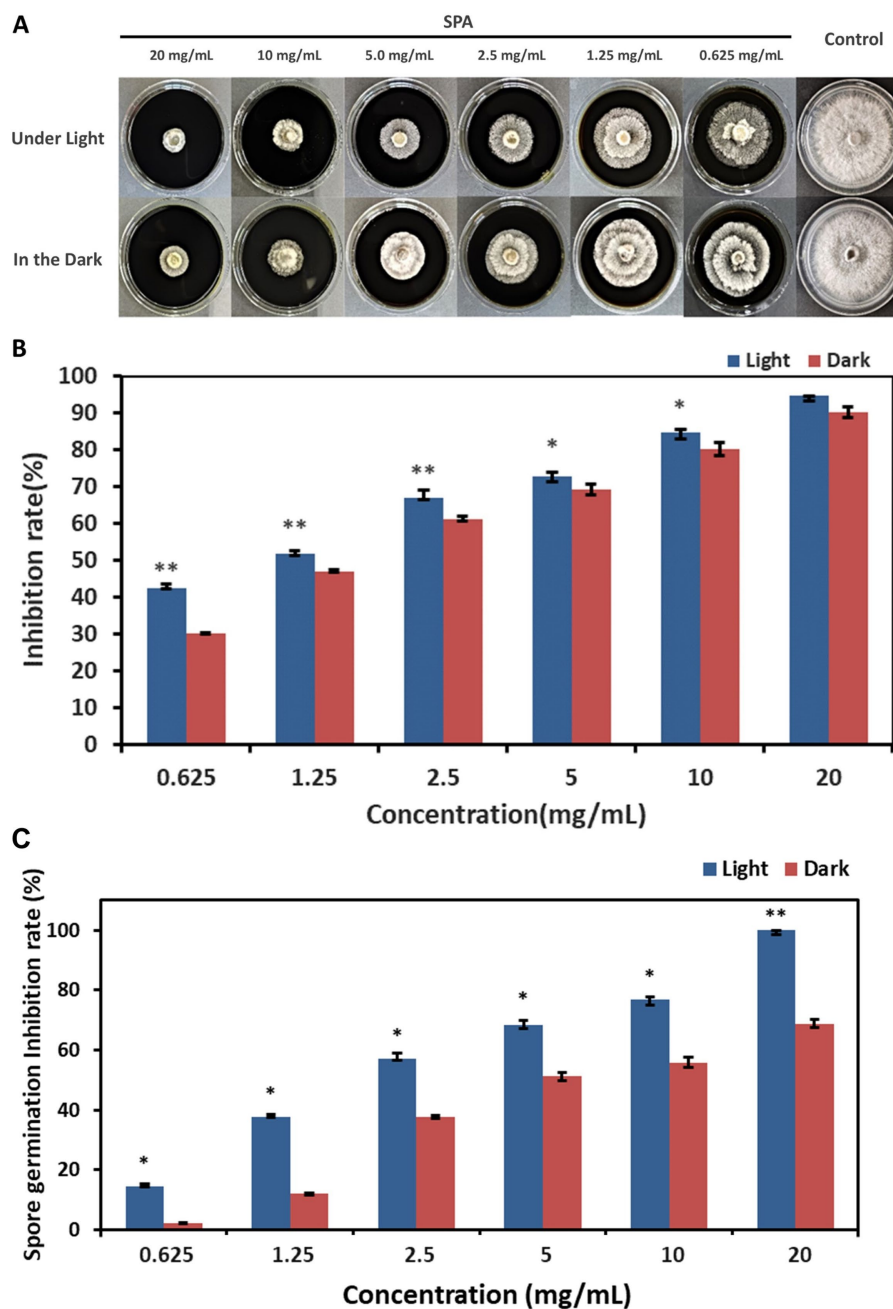 A
SPA
20 mg/mL 10 mg/mL 5.0 mg/mL 2.5 mg/mL 1.25 mg/mL 0.625 mg/mL Control
Under Light
In the Dark
B
Light Dark
Inhibition rate(%)
100
90
80
70
60
50
40
30
20
10
0
** ** ** * *
0.625 1.25 2.5 5 10 20
Concentration(mg/mL)
C
Light Dark
Spore germination Inhibition rate (%)
100
80
60
40
20
0
* * * * * **
0.625 1.25 2.5 5 10 20
Concentration (mg/mL)